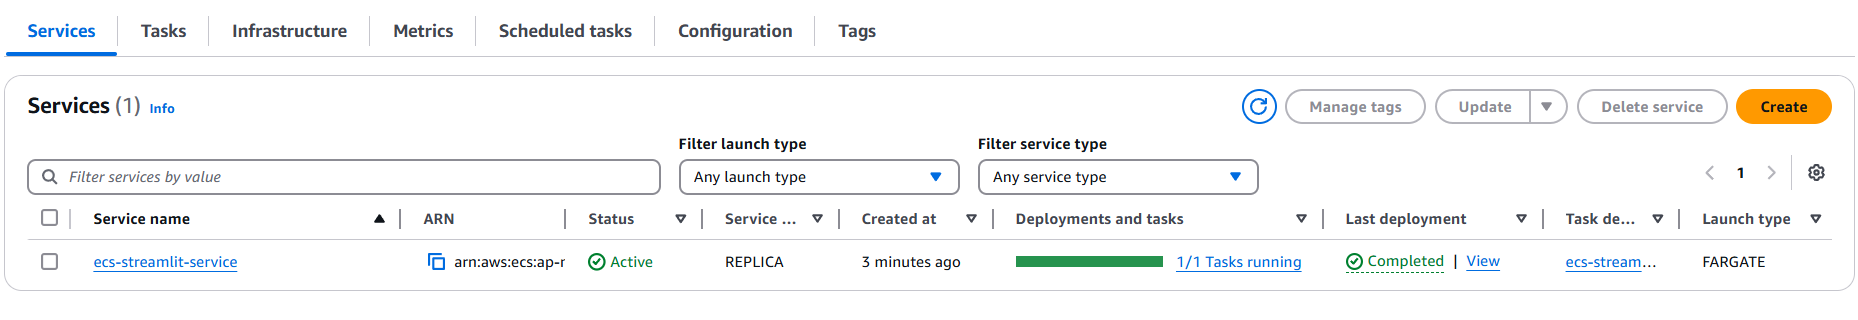 Services Tasks Infrastructure Metrics Scheduled tasks Configuration Tags
Services (1) Info Manage tags Update Delete service Create
Filter launch type Filter service type
Filter services by value Any launch type Any service type 1
Service name ARN Status Service ... Created at Deployments and tasks Last deployment Task de... Launch type
ecs-streamlit-service arn:aws:ecs:ap-r Active REPLICA 3 minutes ago 1/1 Tasks running Completed | View ecs-stream... FARGATE